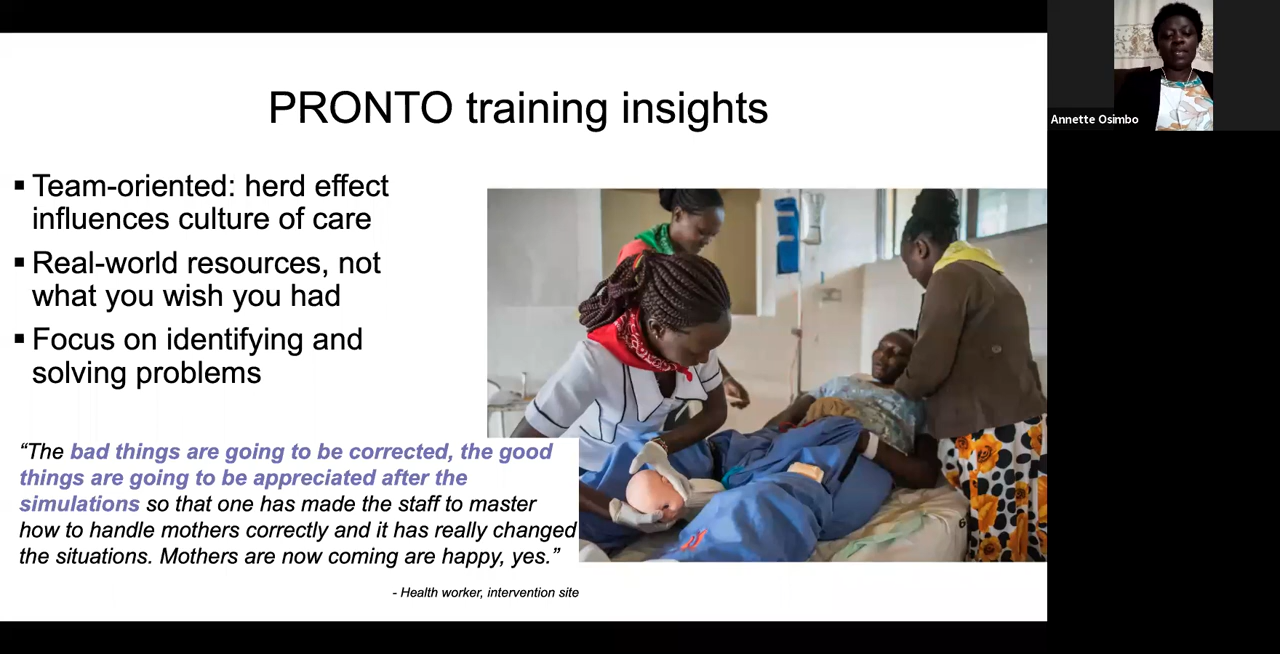 PRONTO training insights
▪ Team-oriented: herd effect
influences culture of care
▪ Real-world resources, not
what you wish you had
▪ Focus on identifying and
solving problems
“The bad things are going to be corrected, the good
things are going to be appreciated after the
simulations so that one has made the staff to master
how to handle mothers correctly and it has really changed
the situations. Mothers are now coming are happy, yes.”
- Health worker, intervention site
Annette Osimbo